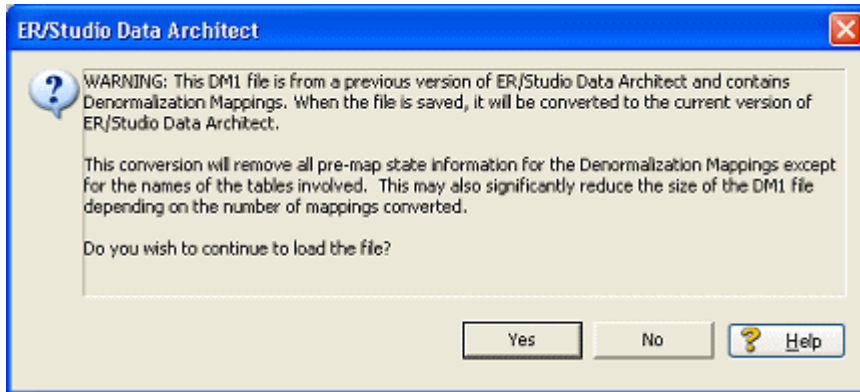 ER/Studio Data Architect
WARNING: This DM1 file is from a previous version of ER/Studio Data Architect and contains
Denormalization Mappings. When the file is saved, it will be converted to the current version of
ER/Studio Data Architect.
This conversion will remove all pre-map state information for the Denormalization Mappings except
for the names of the tables involved. This may also significantly reduce the size of the DM1 file
depending on the number of mappings converted.
Do you wish to continue to load the file?
Yes No Help